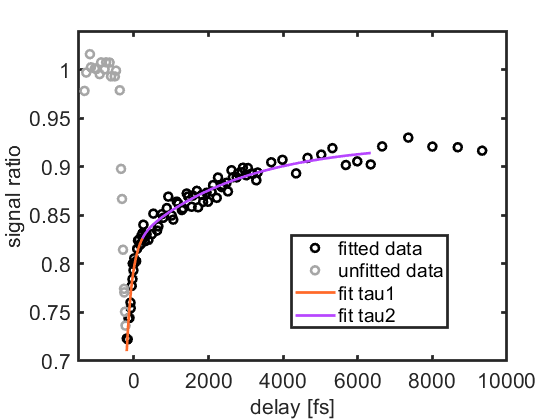 1
0.95
0.9
0.85
0.8
0.75
0.7
signal ratio
fitted data
unfitted data
fit tau1
fit tau2
0 2000 4000 6000 8000 10000
delay [fs]